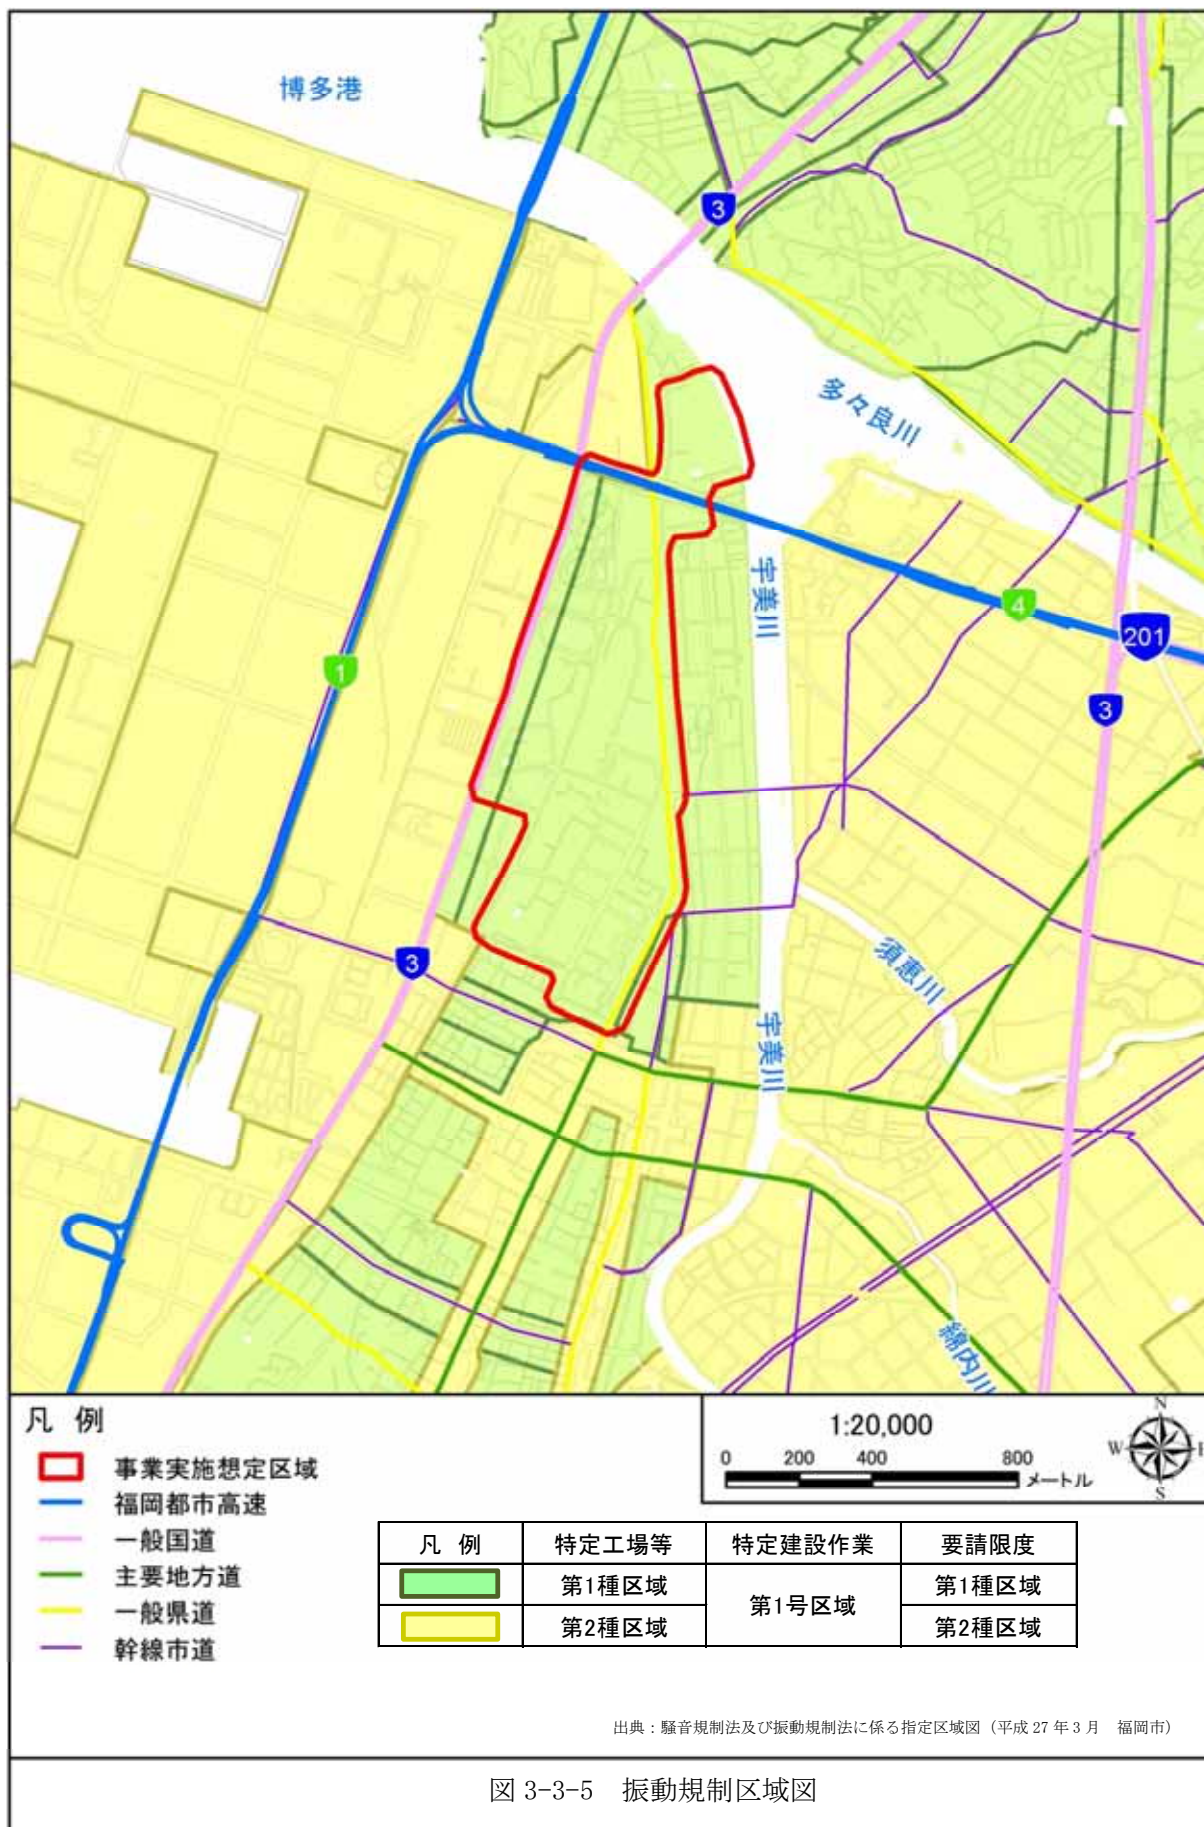 博多港
3
多々良川
宇美川
4
201
1
3
3
須恵川
宇美川
綿内川
凡 例
事業実施想定区域
福岡都市高速
一般国道
主要地方道
一般県道
幹線市道
1:20,000
0 200 400 800
メートル
N
W E
S
凡 例 特定工場等 特定建設作業 要請限度
第1種区域 第1号区域 第1種区域
第2種区域 第2種区域
出典：騒音規制法及び振動規制法に係る指定区域図（平成 27 年 3 月 福岡市）
図 3-3-5 振動規制区域図